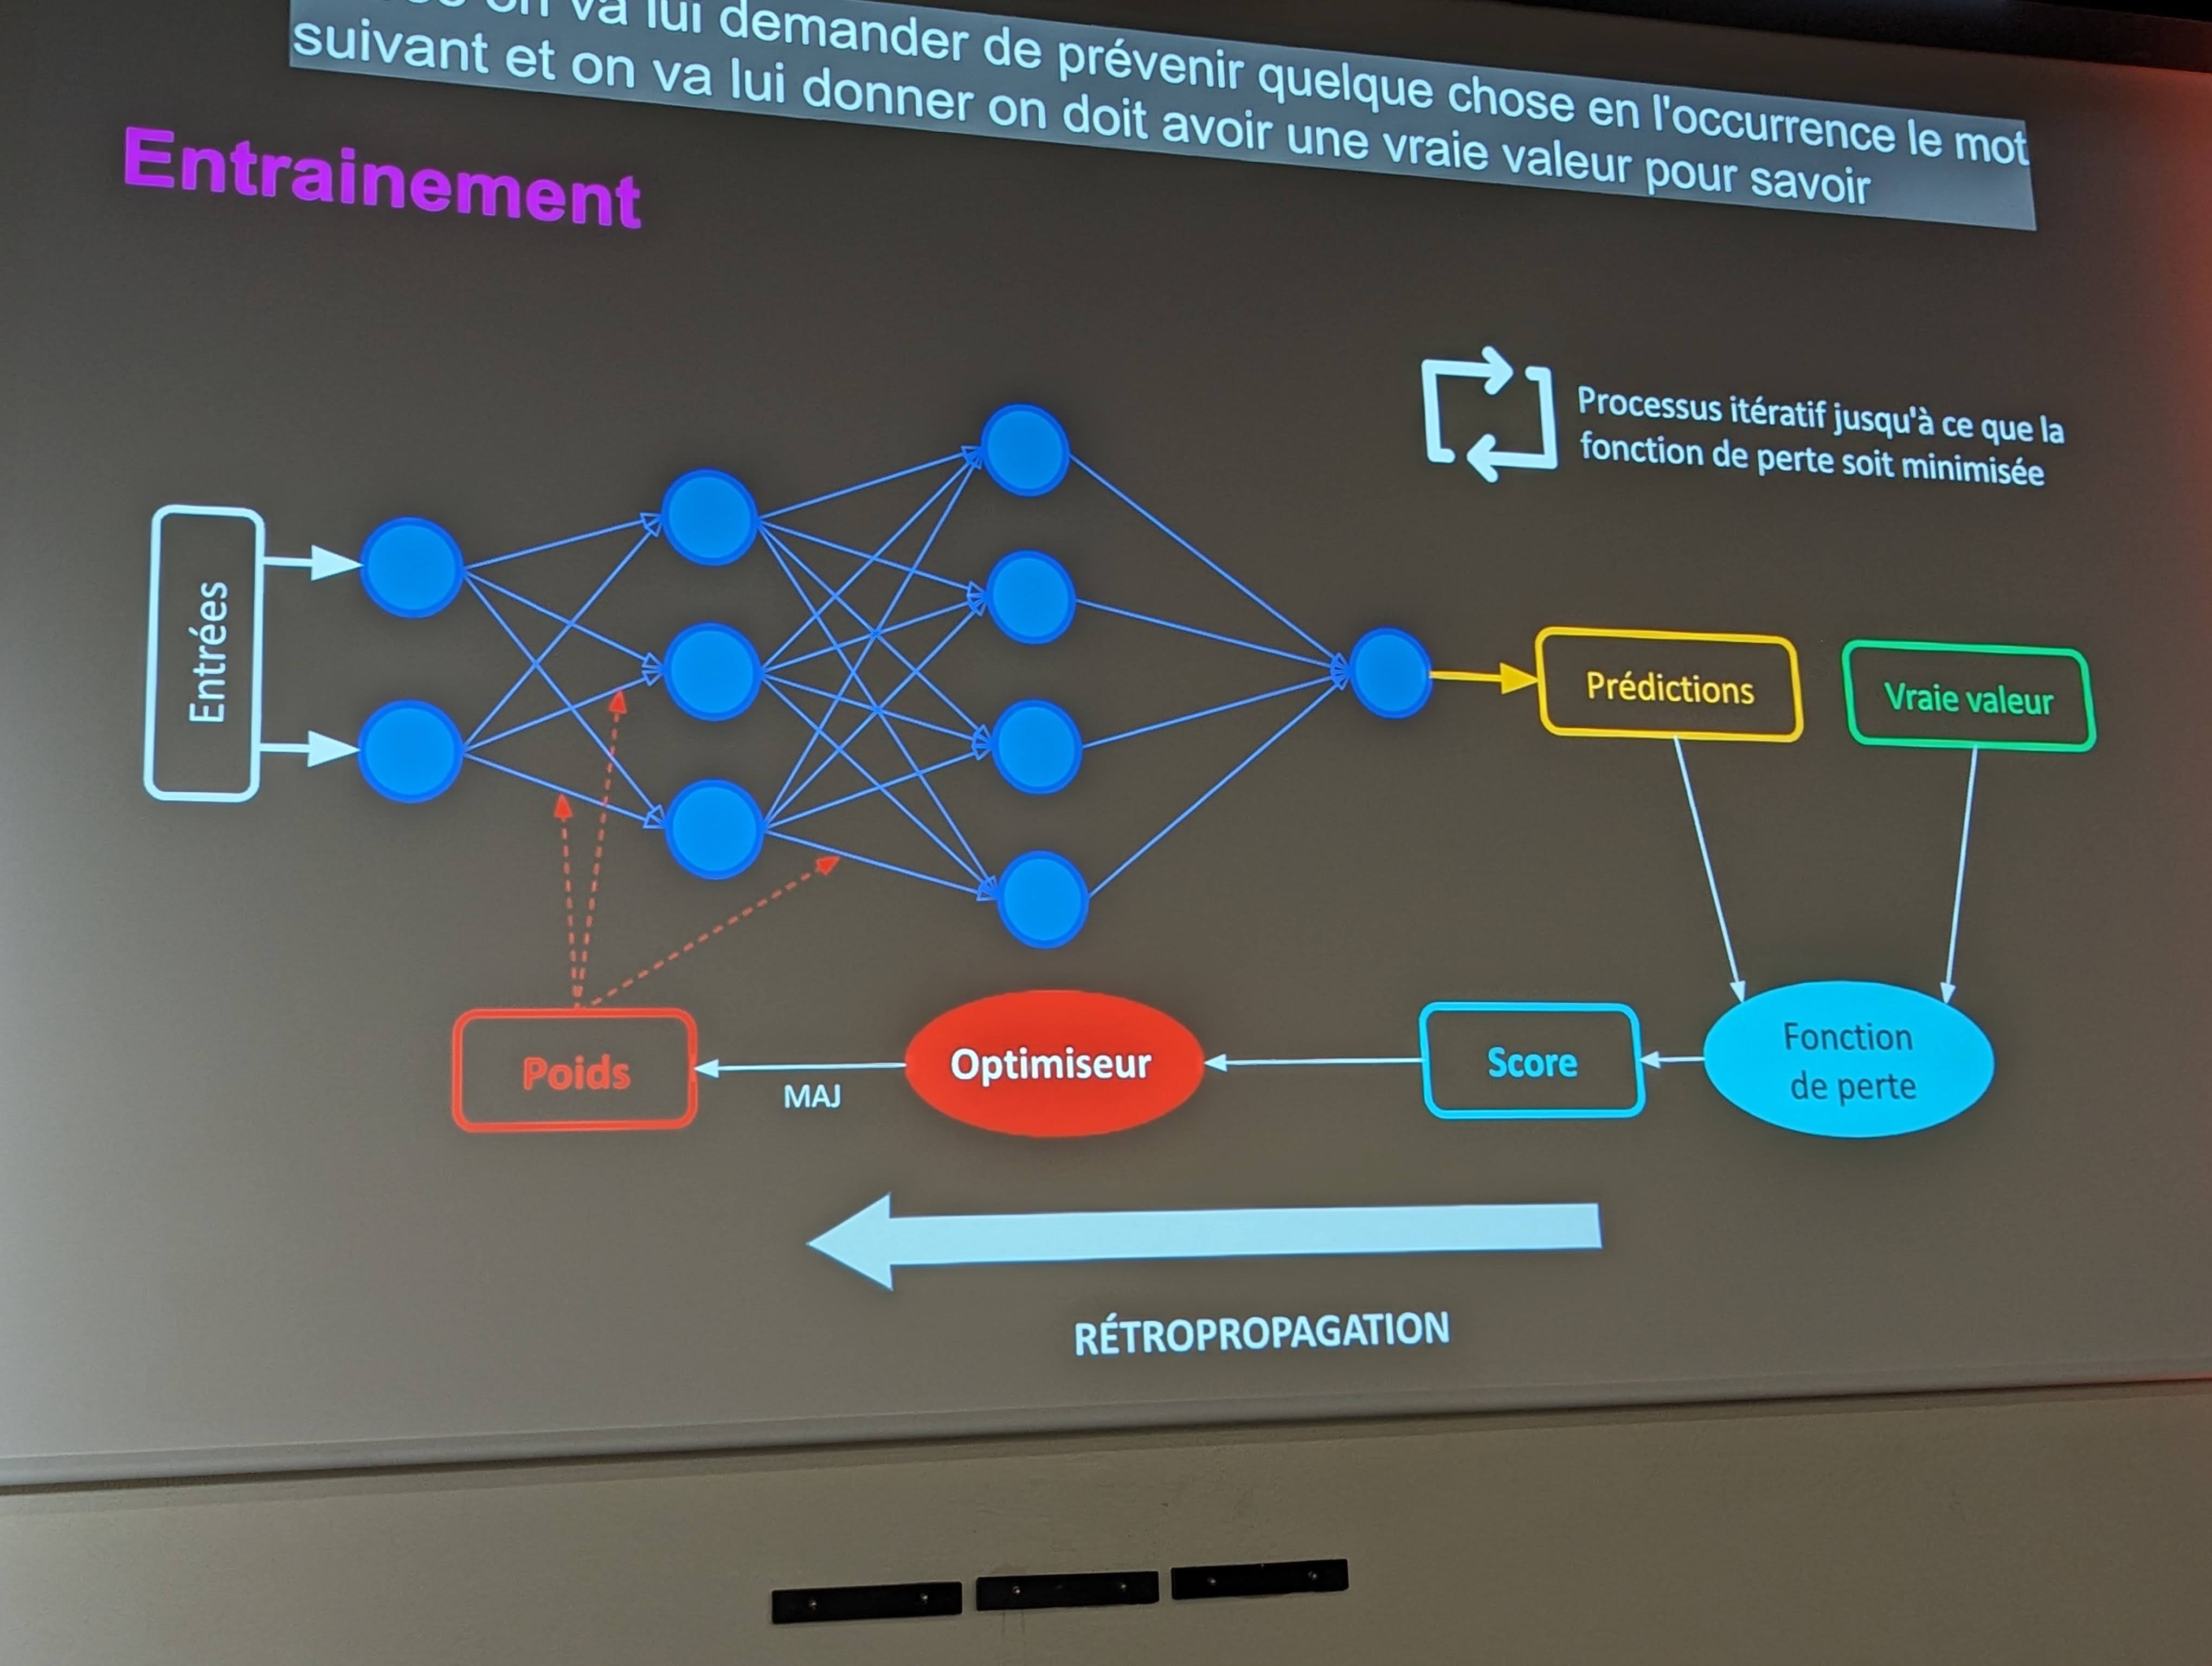 on va lui demander de prévenir quelque chose en l'occurrence le mot
suivant et on va lui donner on doit avoir une vraie valeur pour savoir
Entrainement
Processus itératif jusqu'à ce que la
fonction de perte soit minimisée
Entrées
Prédictions
Vraie valeur
Poids
MAJ
Optimiseur
Score
Fonction
de perte
RÉTROPROPAGATION